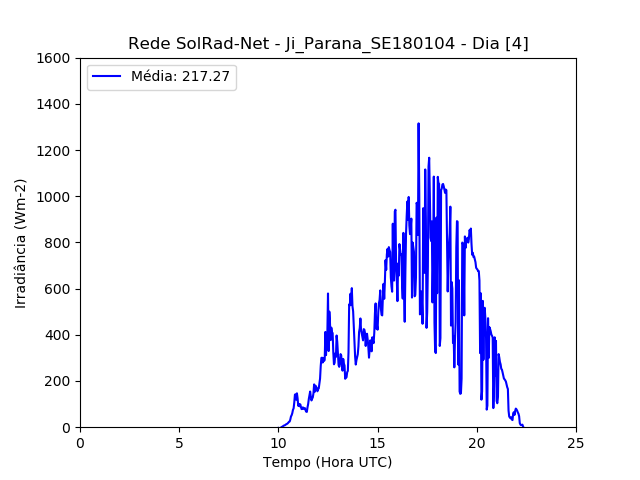 Rede SolRad-Net - Ji_Parana_SE180104 - Dia [4]
Média: 217.27
1600
1400
1200
1000
800
600
400
200
0
Irradiância (Wm-2)
0 5 10 15 20 25
Tempo (Hora UTC)